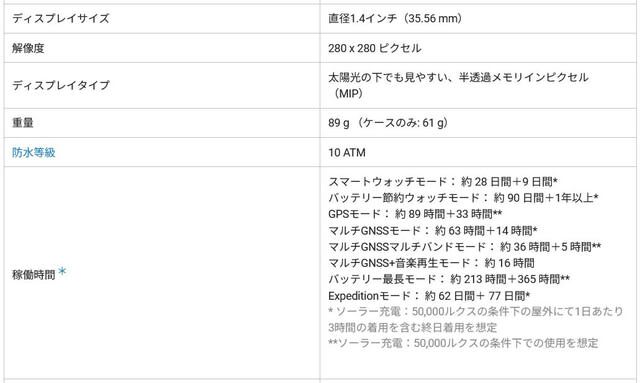 ディスプレイサイズ
直径1.4インチ（35.56 mm）
解像度
280 x 280 ピクセル
ディスプレイタイプ
太陽光の下でも見やすい、半透過メモリインピクセル
（MIP）
重量
89 g （ケースのみ: 61 g）
防水等級
10 ATM
稼働時間＊
スマートウォッチモード： 約 28 日間＋9 日間*
バッテリー節約ウォッチモード： 約 90 日間＋1年以上*
GPSモード： 約 89 時間＋33 時間**
マルチGNSSモード： 約 63 時間＋14 時間*
マルチGNSSマルチバンドモード： 約 36 時間＋5 時間**
マルチGNSS+音楽再生モード： 約 16 時間
バッテリー最長モード： 約 213 時間＋365 時間**
Expeditionモード： 約 62 日間＋ 77 日間*
* ソーラー充電：50,000ルクスの条件下の屋外にて1日あたり
3時間の着用を含む終日着用を想定
**ソーラー充電：50,000ルクスの条件下での使用を想定